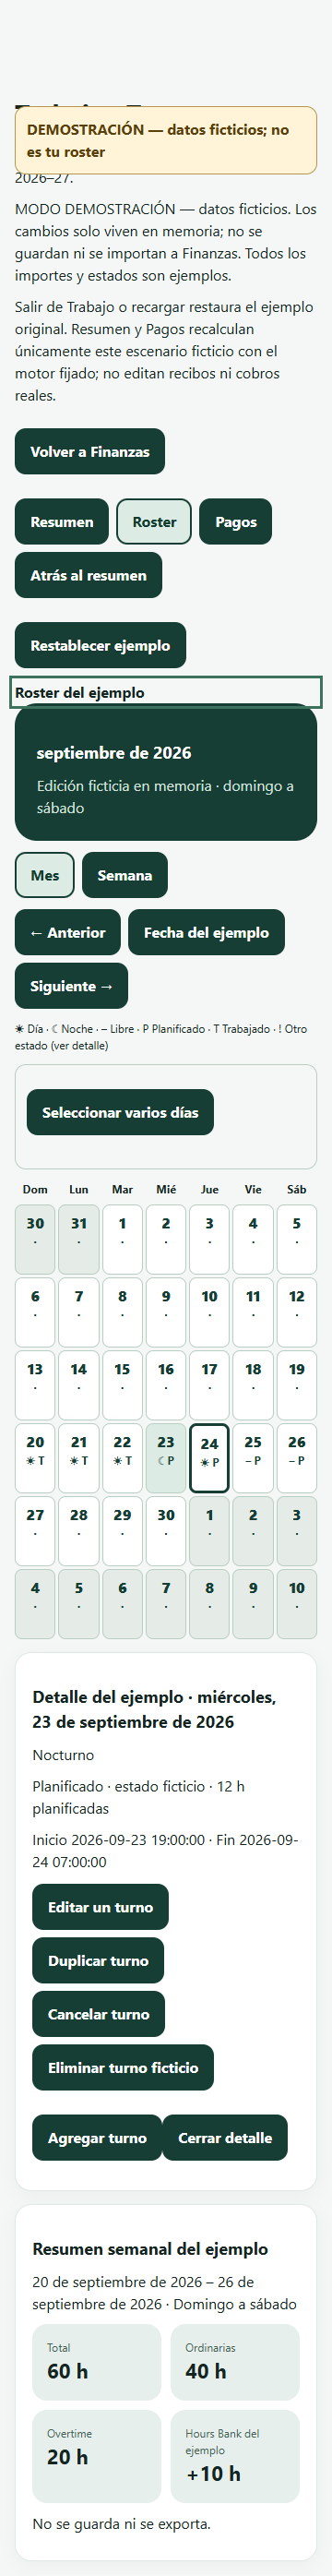 DEMOSTRACIÓN — datos ficticios; no
es tu roster
2026–27.
MODO DEMOSTRACIÓN — datos ficticios. Los
cambios solo viven en memoria; no se
guardan ni se importan a Finanzas. Todos los
importes y estados son ejemplos.
Salir de Trabajo o recargar restaura el ejemplo
original. Resumen y Pagos recalculan
únicamente este escenario ficticio con el
motor fijado; no editan recibos ni cobros
reales.
Volver a Finanzas
Resumen Roster Pagos
Atrás al resumen
Restablecer ejemplo
Roster del ejemplo
septiembre de 2026
Edición ficticia en memoria · domingo a
sábado
Mes Semana
← Anterior Fecha del ejemplo
Siguiente →
☀ Día · ☾ Noche · – Libre · P Planificado · T Trabajado · ! Otro
estado (ver detalle)
Seleccionar varios días
Dom Lun Mar Mié Jue Vie Sáb
30 31 1 2 3 4 5
· · · · · · ·
6 7 8 9 10 11 12
· · · · · · ·
13 14 15 16 17 18 19
· · · · · · ·
20 21 22 23 24 25 26
☀ T ☀ T ☀ T ☾ P ☀ P – P – P
27 28 29 30 1 2 3
· · · · · · ·
4 5 6 7 8 9 10
· · · · · · ·
Detalle del ejemplo · miércoles,
23 de septiembre de 2026
Nocturno
Planificado · estado ficticio · 12 h
planificadas
Inicio 2026-09-23 19:00:00 · Fin 2026-09-
24 07:00:00
Editar un turno
Duplicar turno
Cancelar turno
Eliminar turno ficticio
Agregar turno Cerrar detalle
Resumen semanal del ejemplo
20 de septiembre de 2026 – 26 de
septiembre de 2026 · Domingo a sábado
Total
60 h
Ordinarias
40 h
Overtime
20 h
Hours Bank del
ejemplo
+10 h
No se guarda ni se exporta.